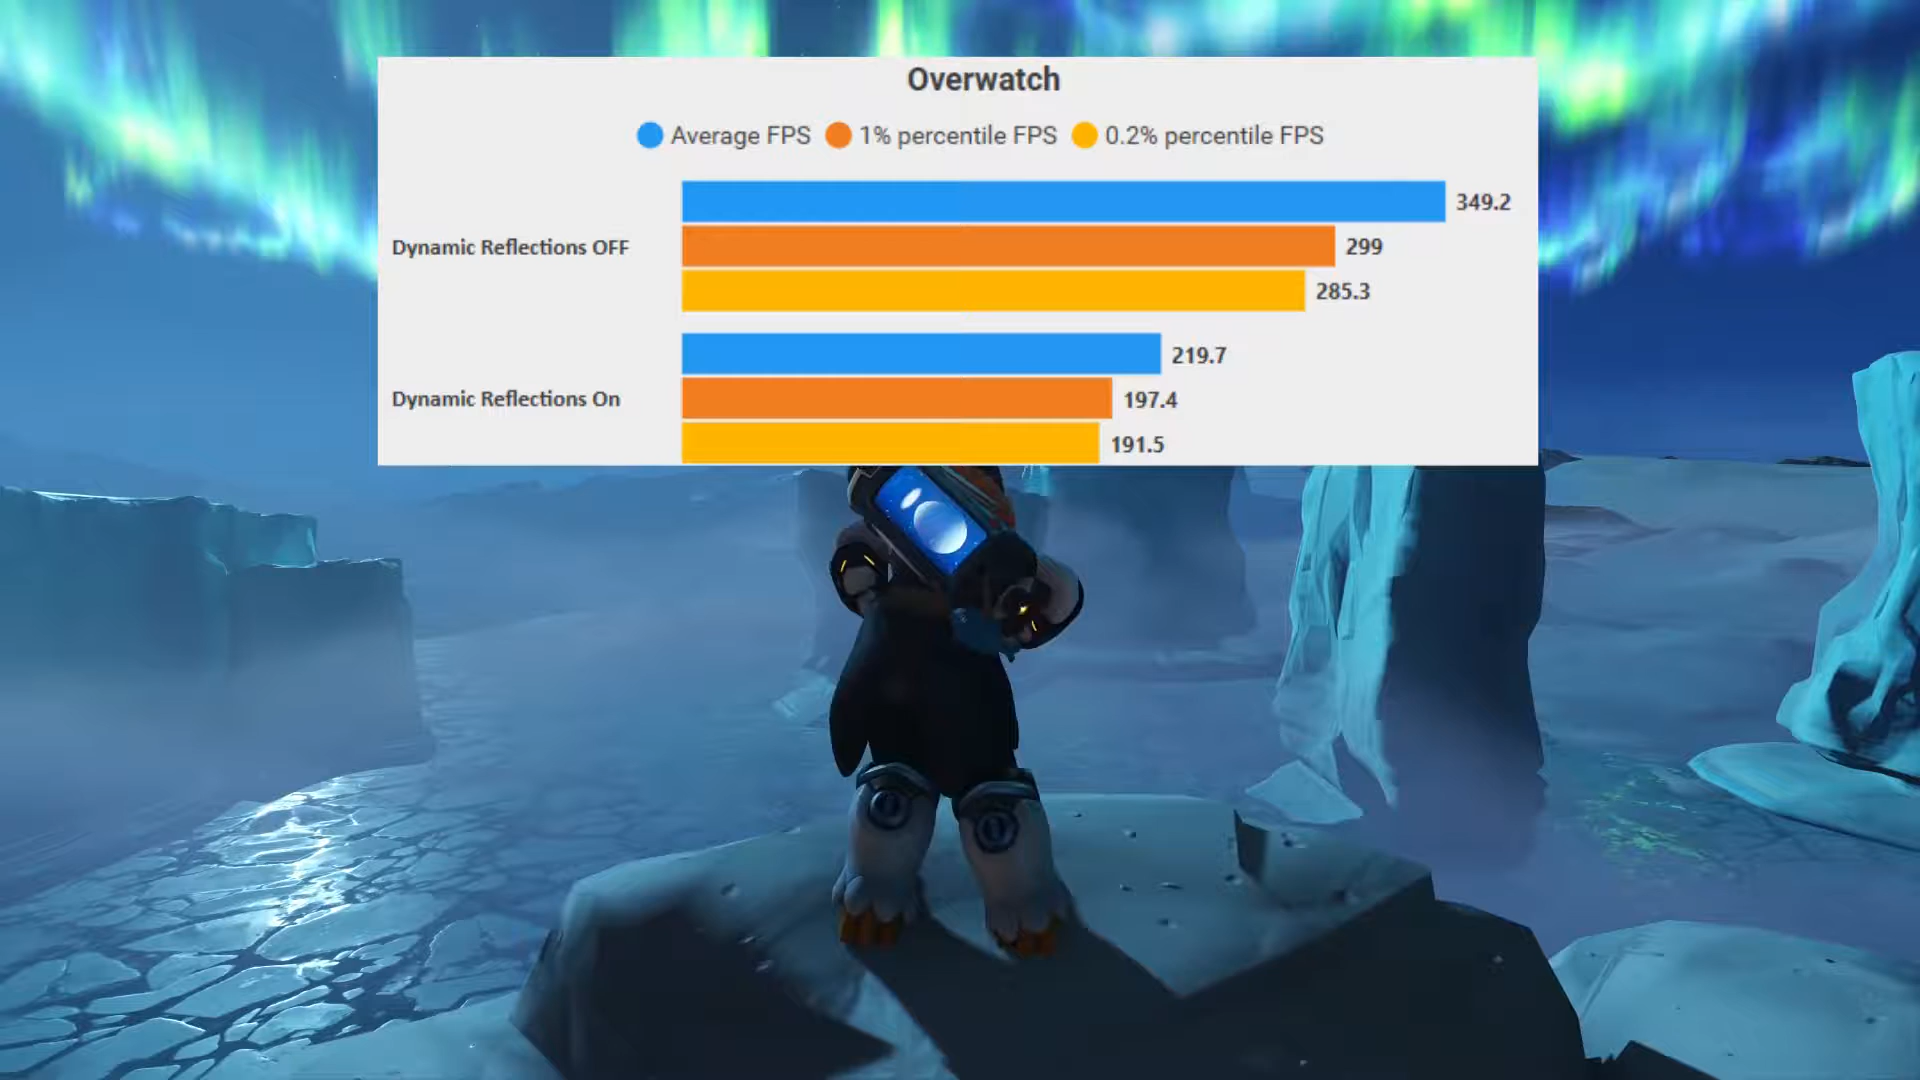 Overwatch
Average FPS 1% percentile FPS 0.2% percentile FPS
349.2
Dynamic Reflections OFF 299
285.3
219.7
Dynamic Reflections On 197.4
191.5